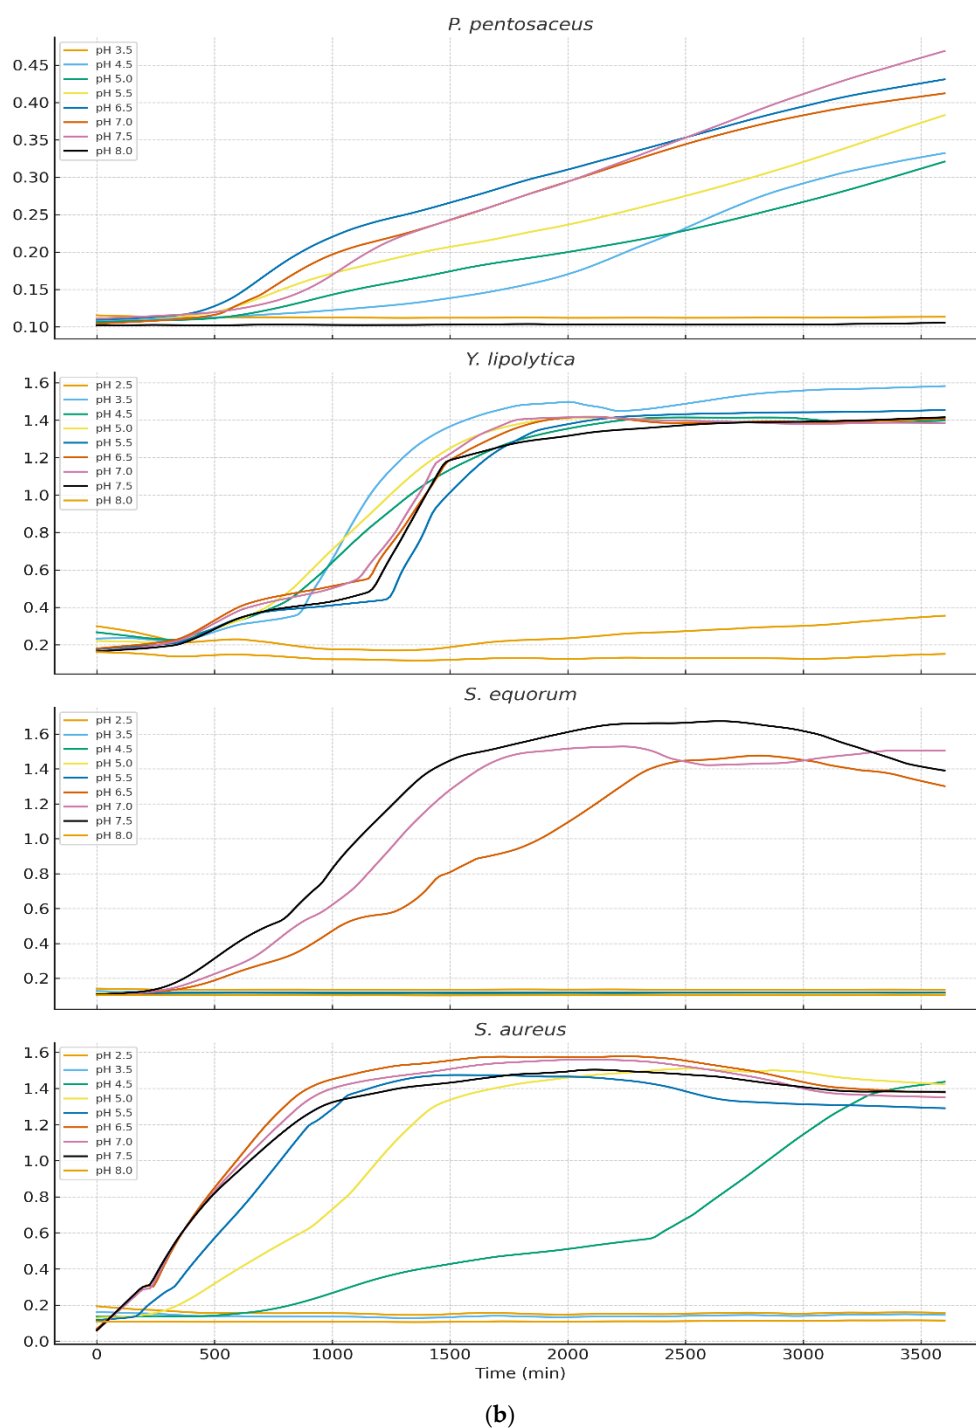 P. pentosaceus
pH 3.5
pH 4.5
pH 5.0
pH 5.5
pH 6.5
pH 7.0
pH 7.5
pH 8.0
0.45
0.40
0.35
0.30
0.25
0.20
0.15
0.10
Y. lipolytica
pH 2.5
pH 3.5
pH 4.5
pH 5.0
pH 5.5
pH 6.5
pH 7.0
pH 7.5
pH 8.0
1.6
1.4
1.2
1.0
0.8
0.6
0.4
0.2
S. equorum
pH 2.5
pH 3.5
pH 4.5
pH 5.0
pH 5.5
pH 6.5
pH 7.0
pH 7.5
pH 8.0
1.6
1.4
1.2
1.0
0.8
0.6
0.4
0.2
S. aureus
pH 2.5
pH 3.5
pH 4.5
pH 5.0
pH 5.5
pH 6.5
pH 7.0
pH 7.5
pH 8.0
1.6
1.4
1.2
1.0
0.8
0.6
0.4
0.2
0.0
0 500 1000 1500 2000 2500 3000 3500
Time (min)
(b)